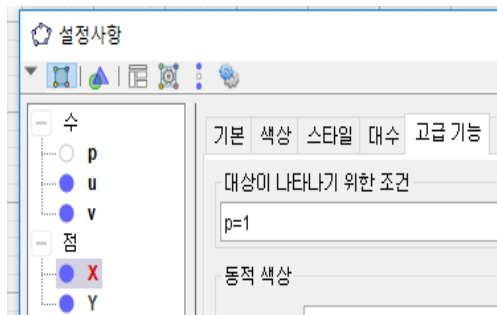 설정사항
수
p
u
v
점
X
Y
기본 색상 스타일 대수 고급 기능
대상이 나타나기 위한 조건
p=1
동적 색상